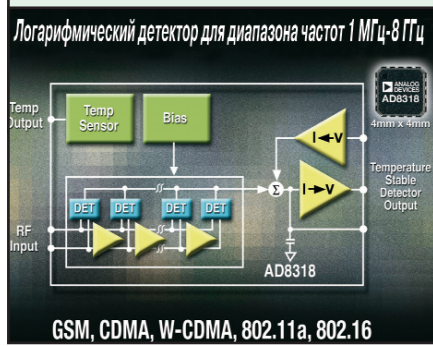 Логарифмический детектор для диапазона частот 1 МГц-8 ГГц
ANALOG
DEVICES
AD8318
4mm x 4mm
Temp
Output
Temp
Sensor
Bias
I◄V
Temperature
Stable
Detector
Output
Σ
I►V
DET DET DET DET
RF
Input
AD8318
GSM, CDMA, W-CDMA, 802.11a, 802.16